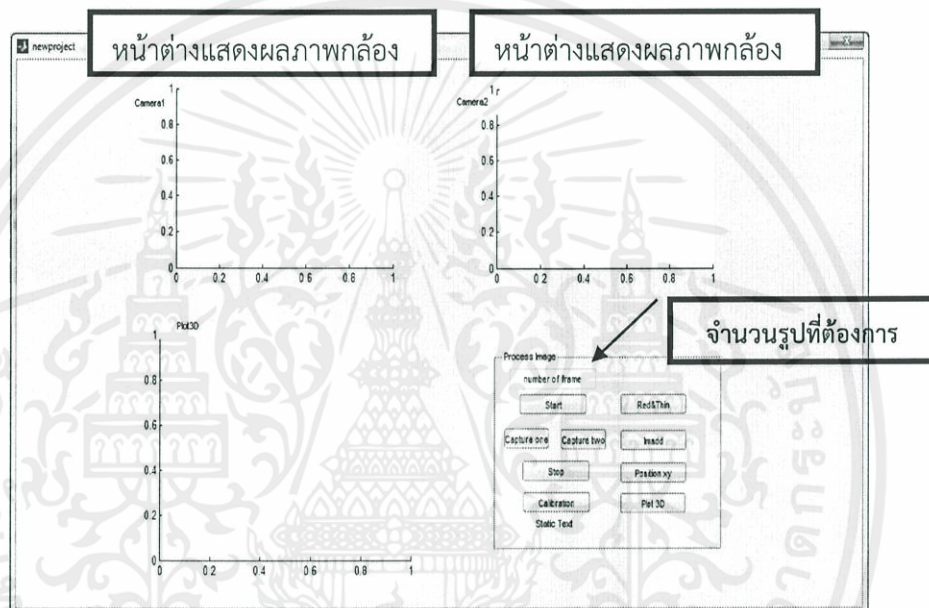 newproject
หน้าต่างแสดงผลภาพกล้อง
หน้าต่างแสดงผลภาพกล้อง
Camera1
1
0.8
0.6
0.4
0.2
0
0 0.2 0.4 0.6 0.8 1
Camera2
1
0.8
0.6
0.4
0.2
0
0 0.2 0.4 0.6 0.8 1
จำนวนรูปที่ต้องการ
Plot3D
1
0.8
0.6
0.4
0.2
0
0 0.2 0.4 0.6 0.8 1
Process Image
number of frame
Start
Red&Thin
Capture one
Capture two
Imadd
Stop
Position xy
Calibration
Plot 3D
Static Text